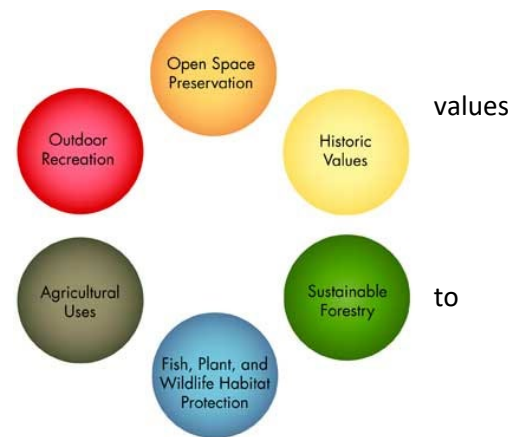 Open Space
Preservation
values
Outdoor
Recreation
Historic
Values
Agricultural
Uses
Sustainable
Forestry
to
Fish, Plant, and
Wildlife Habitat
Protection